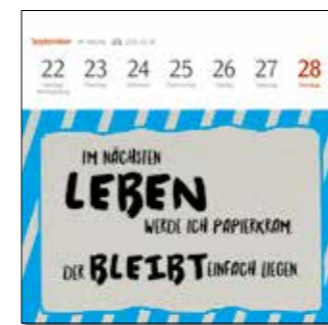 September
22 23 24 25 26 27 28
IM NÄCHSTEN
LEBEN
WERDE ICH PAPIERKRAM
DER BLEIBT EINFACH LIEGEN